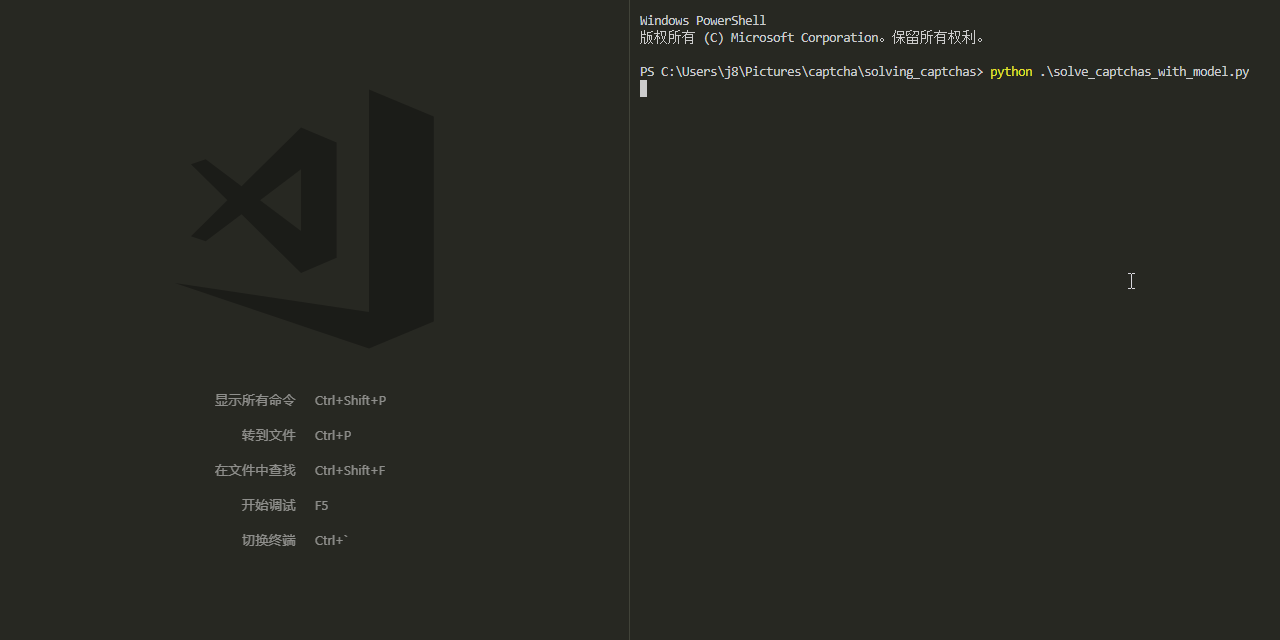 Windows PowerShell
版权所有 (C) Microsoft Corporation。保留所有权利。
PS C:\Users\j8\Pictures\captcha\solving_captchas> python .\solve_captchas_with_model.py
显示所有命令 Ctrl+Shift+P
转到文件 Ctrl+P
在文件中查找 Ctrl+Shift+F
开始调试 F5
切换终端 Ctrl+`